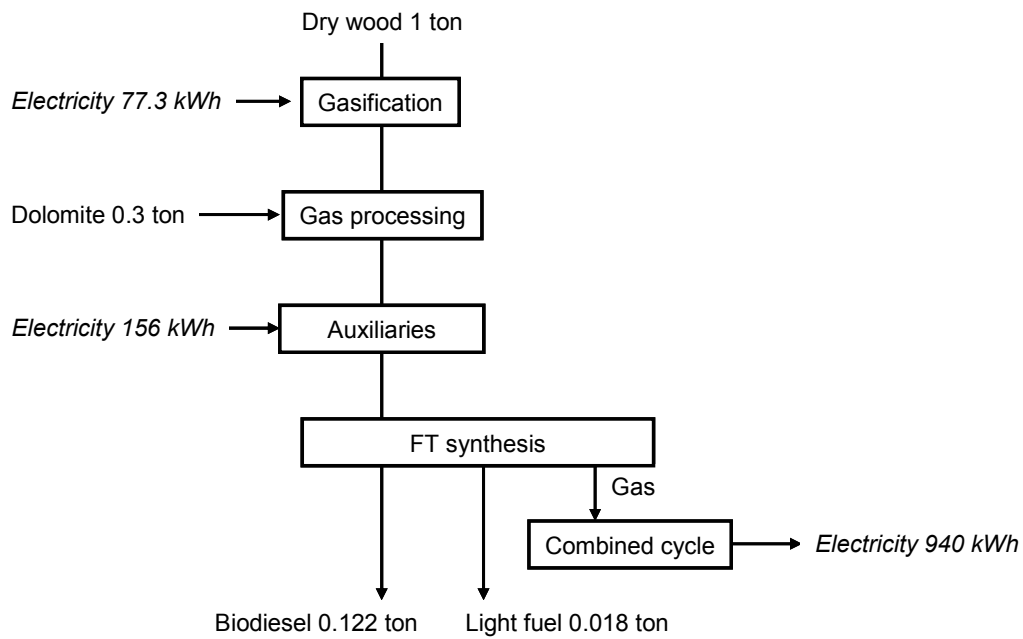 Dry wood 1 ton
Electricity 77.3 kWh
Gasification
Dolomite 0.3 ton
Gas processing
Electricity 156 kWh
Auxiliaries
FT synthesis
Gas
Combined cycle
Electricity 940 kWh
Biodiesel 0.122 ton
Light fuel 0.018 ton